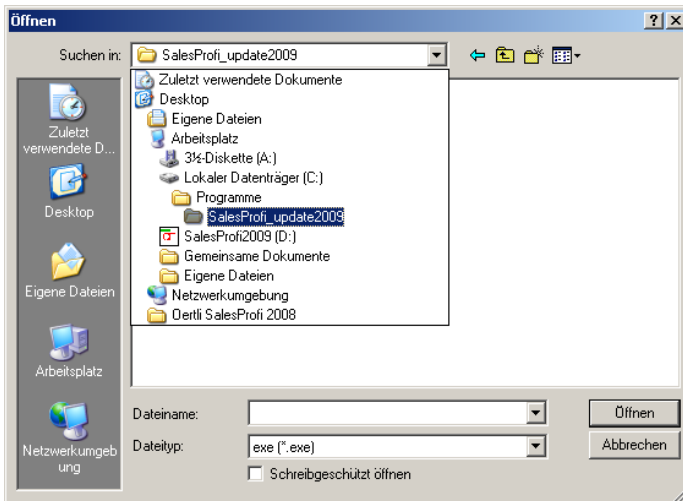 Öffnen
Suchen in:
SalesProfi_update2009
Zuletzt verwendete Dokumente
Desktop
Eigene Dateien
Arbeitsplatz
3½-Diskette (A:)
Lokaler Datenträger (C:)
Programme
SalesProfi_update2009
SalesProfi2009 (D:)
Gemeinsame Dokumente
Eigene Dateien
Netzwerkumgebung
Oertli SalesProfi 2008
Zuletzt
verwendete D...
Desktop
Eigene Dateien
Arbeitsplatz
Netzwerkumgeb
ung
Dateiname:
Öffnen
Dateityp:
exe (*.exe)
Abbrechen
Schreibgeschützt öffnen